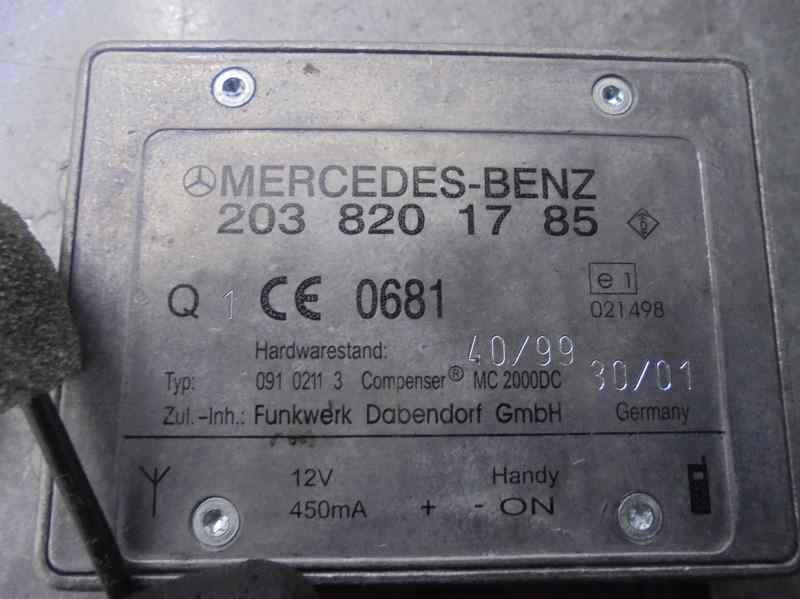 MERCEDES-BENZ
203 820 17 85
Q 1 CE 0681
e 1
021498
Hardwarestand: 40/99
Typ: 091 0211 3 Compenser® MC 2000DC 30/01
Zul.-Inh.: Funkwerk Dabendorf GmbH Germany
12V Handy
450mA + - ON